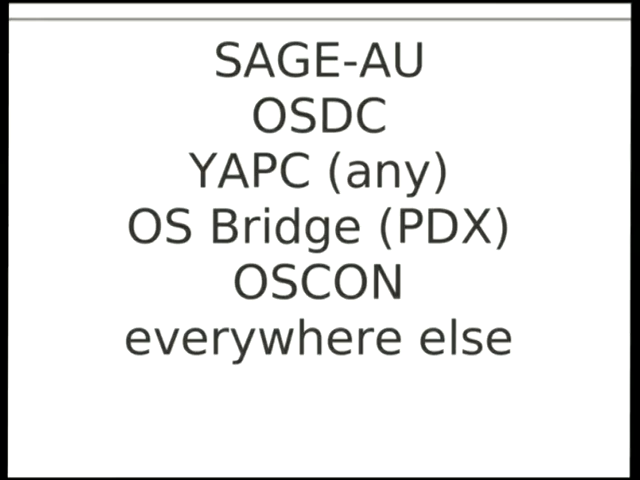 SAGE-AU
OSDC
YAPC (any)
OS Bridge (PDX)
OSCON
everywhere else